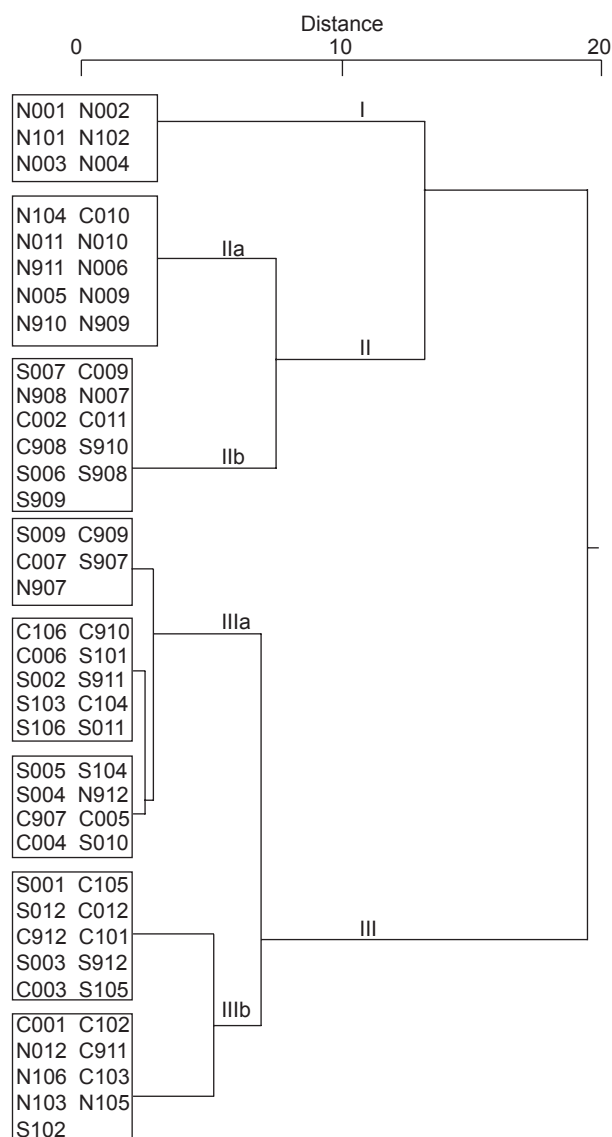 Distance
0 10 20
N001 N002
I
N101 N102
N003 N004
N104 C010
N011 N010
IIa
N911 N006
N005 N009
N910 N909
II
S007 C009
N908 N007
C002 C011
C908 S910
IIb
S006 S908
S909
S009 C909
C007 S907
N907
IIIa
C106 C910
C006 S101
S002 S911
S103 C104
S106 S011
S005 S104
S004 N912
C907 C005
C004 S010
S001 C105
S012 C012
III
C912 C101
S003 S912
C003 S105
IIIb
C001 C102
N012 C911
N106 C103
N103 N105
S102